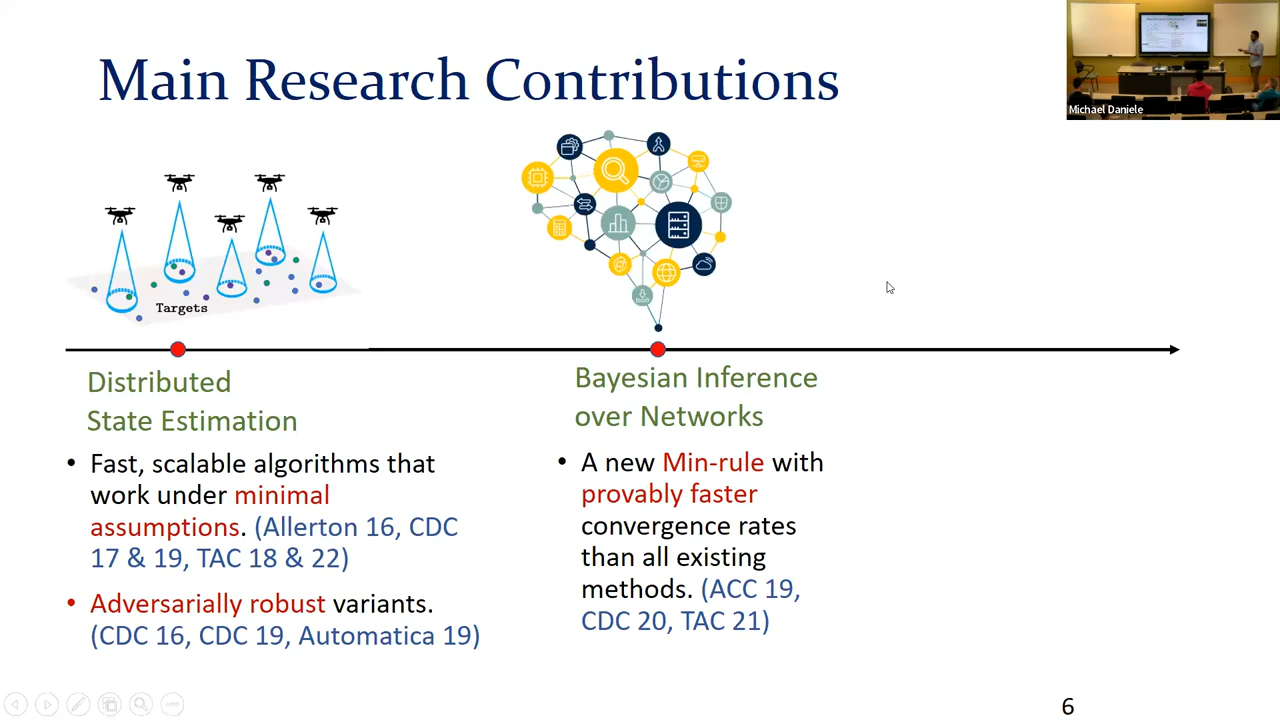 Main Research Contributions
Michael Daniele
Targets
Distributed
State Estimation
• Fast, scalable algorithms that
work under minimal
assumptions. (Allerton 16, CDC
17 & 19, TAC 18 & 22)
• Adversarially robust variants.
(CDC 16, CDC 19, Automatica 19)
Bayesian Inference
over Networks
• A new Min-rule with
provably faster
convergence rates
than all existing
methods. (ACC 19,
CDC 20, TAC 21)
6